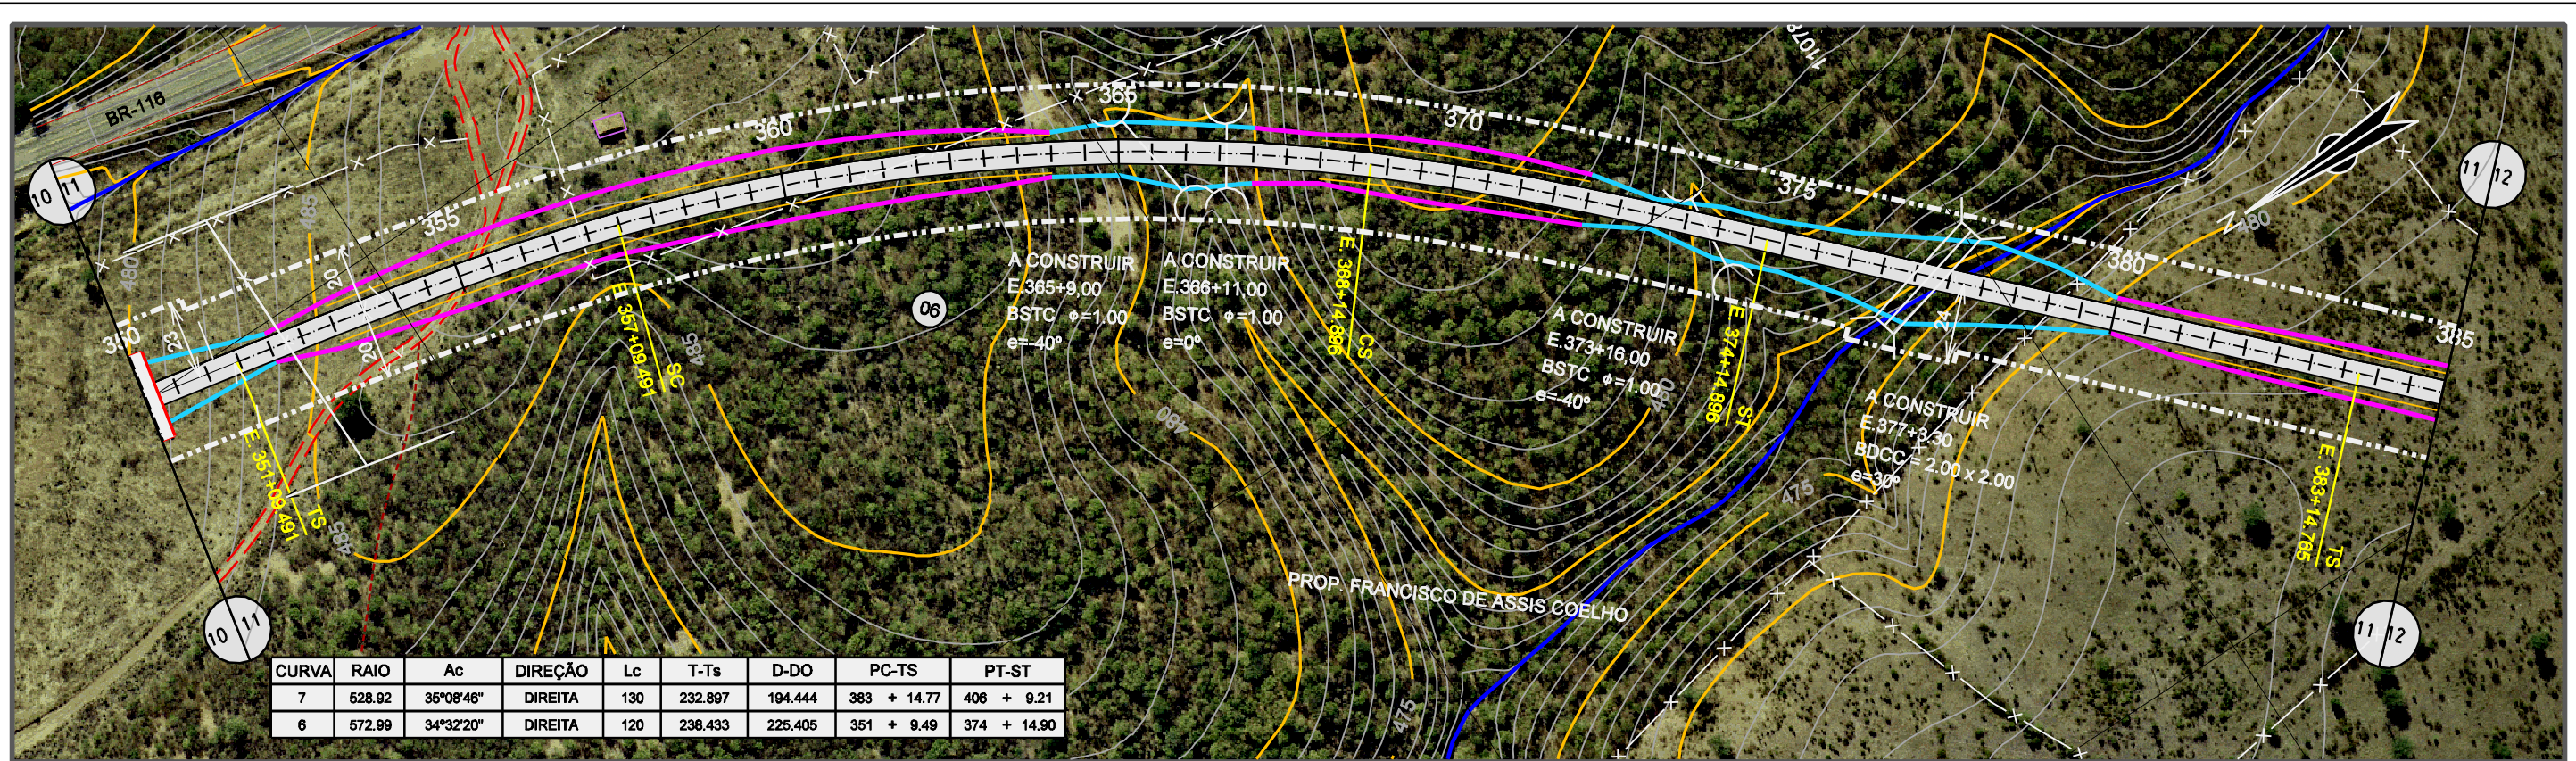 BR-116
10 11
480
485
350
355
360
365
370
375
380
385
11078
480
11 12
23
20
20
24
N
06
A CONSTRUIR
E.365+9,00
BSTC ϕ=1.00
e=-40°
A CONSTRUIR
E.366+11,00
BSTC ϕ=1.00
e=0°
A CONSTRUIR
E.373+16,00
BSTC ϕ=1.00
e=-40°
A CONSTRUIR
E.377+3,30
BDCC = 2.00 x 2.00
e=30°
E. 351+09.491
TS
E. 357+09.491
SC
E. 368+14.896
CS
E. 374+14.896
ST
E. 383+14.765
TS
485
485
480
460
475
475
PROP. FRANCISCO DE ASSIS COELHO
10 11
11 12
CURVA RAIO Ac DIREÇÃO Lc T-Ts D-DO PC-TS PT-ST
7 528.92 35°08'46" DIREITA 130 232.897 194.444 383 + 14.77 406 + 9.21
6 572.99 34°32'20" DIREITA 120 238.433 225.405 351 + 9.49 374 + 14.90